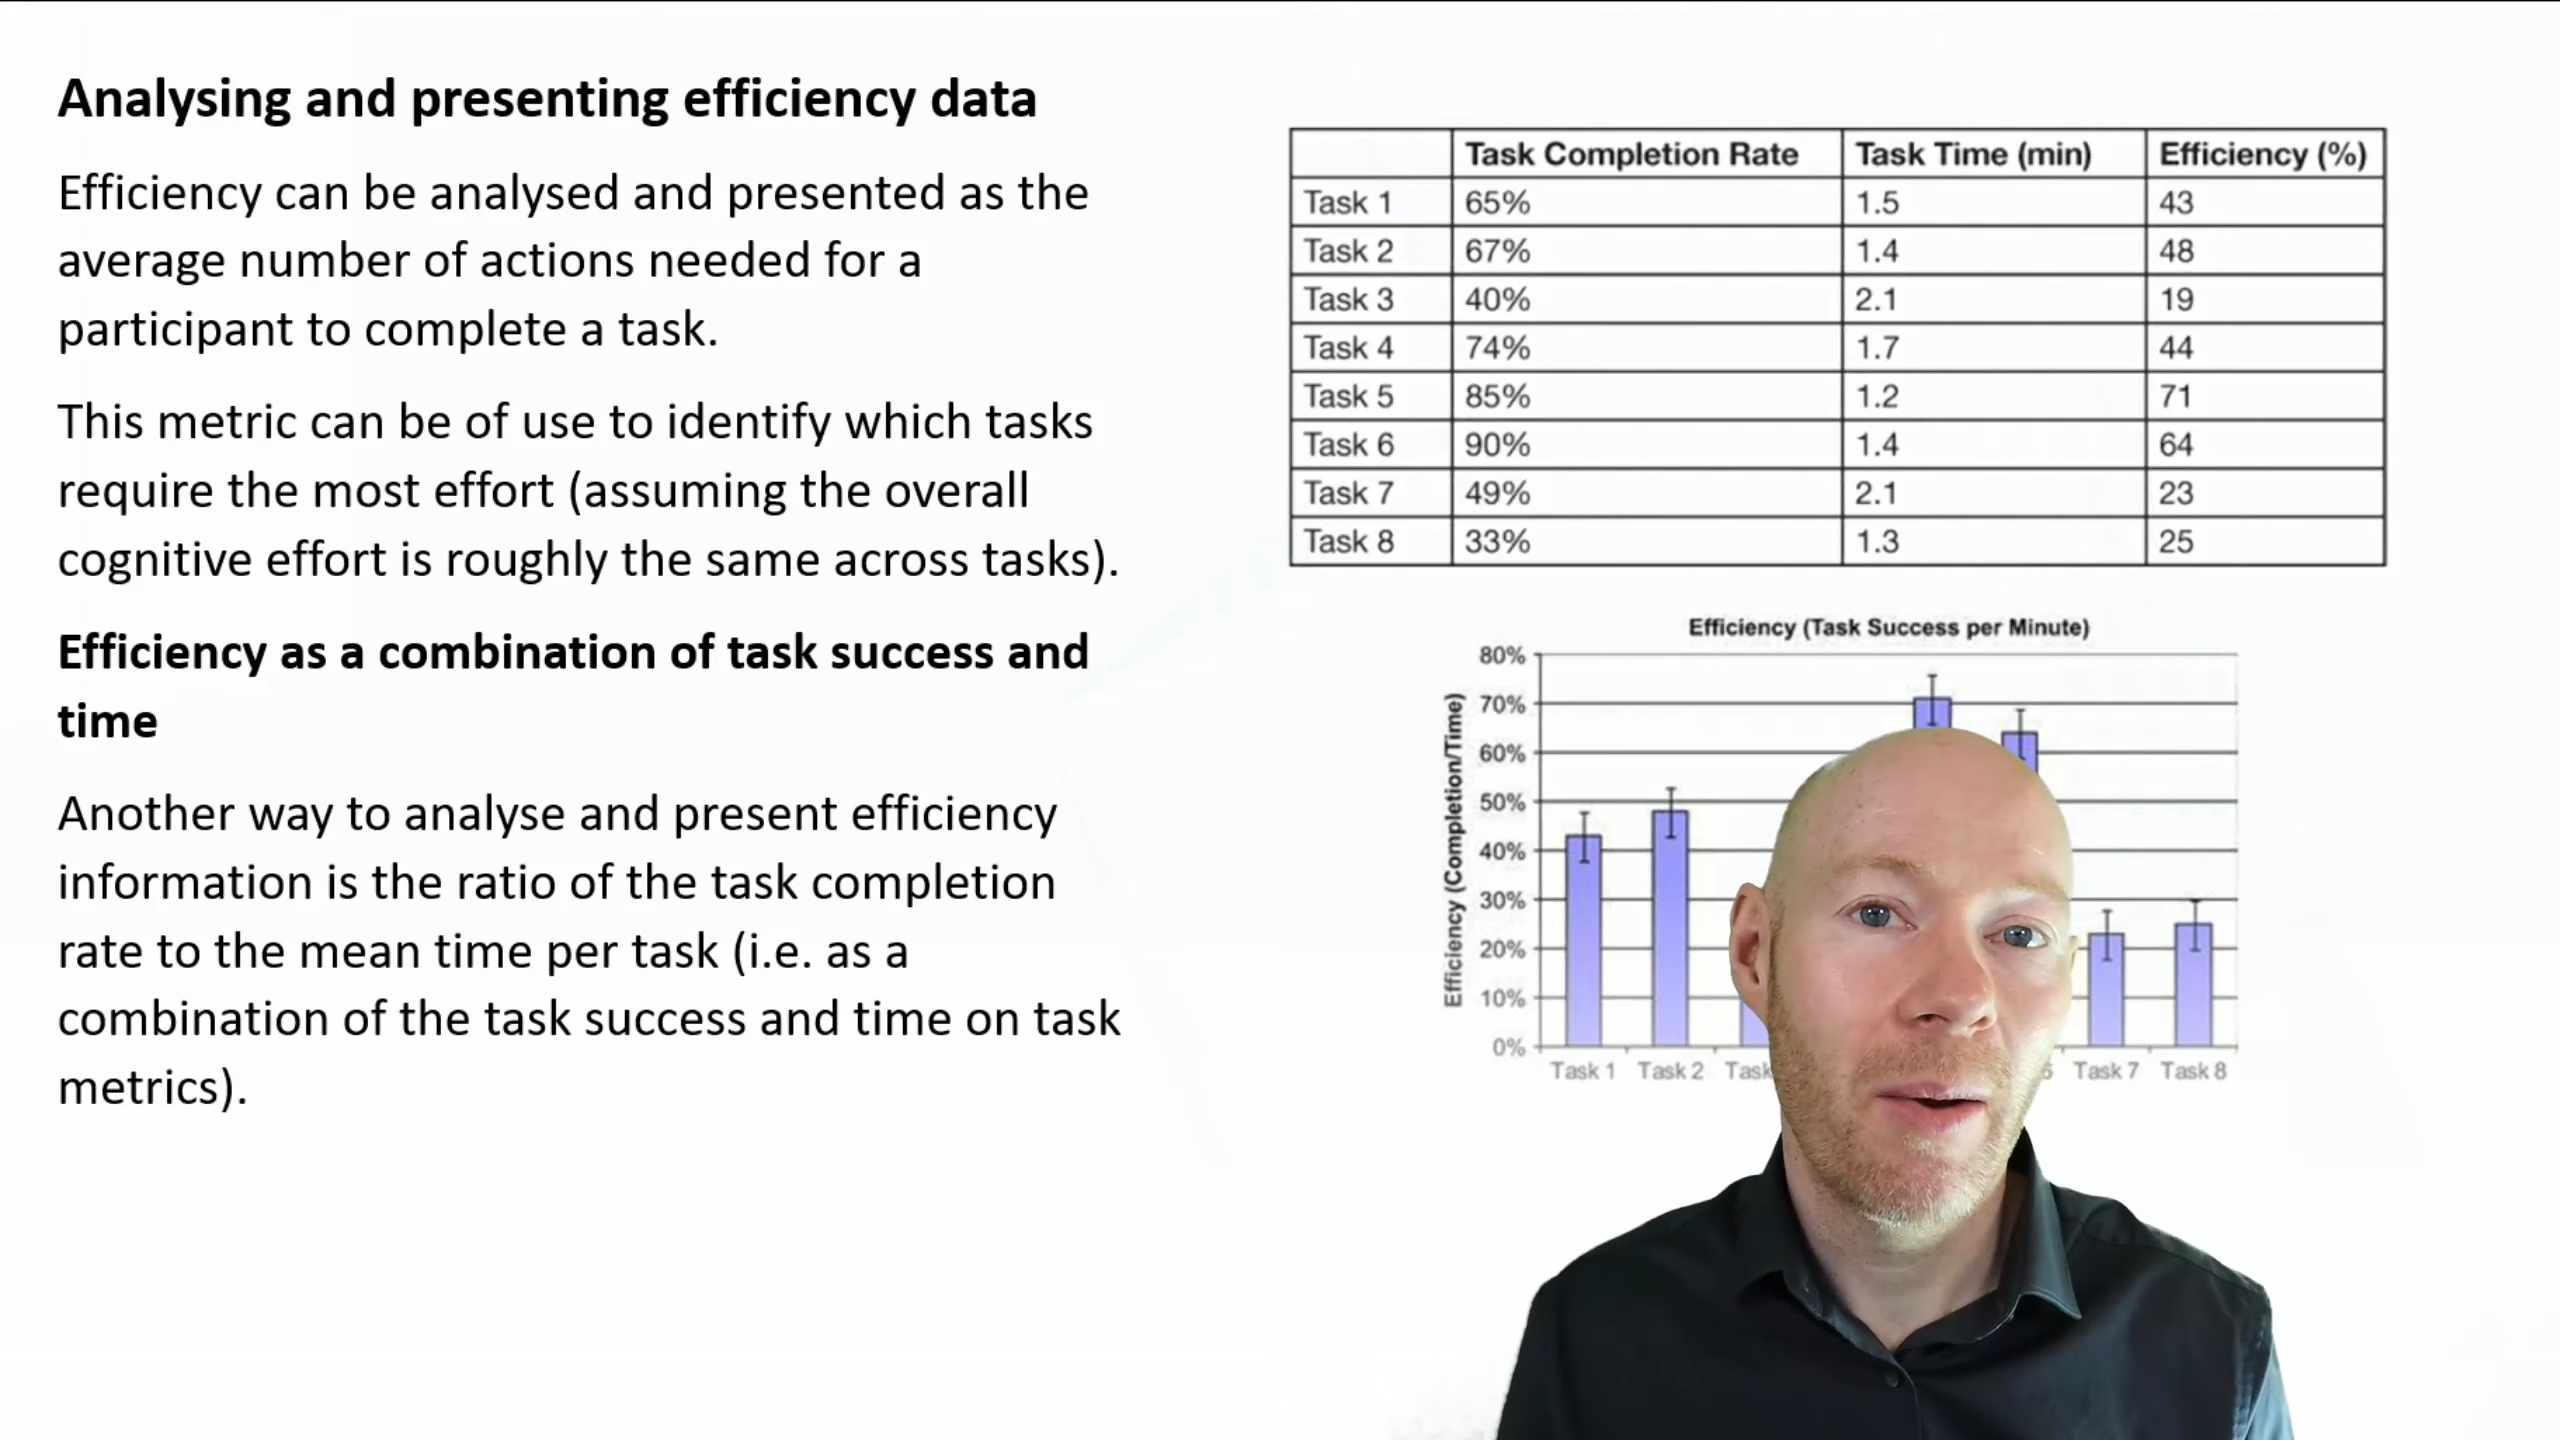 Analysing and presenting efficiency data
Efficiency can be analysed and presented as the
average number of actions needed for a
participant to complete a task.
This metric can be of use to identify which tasks
require the most effort (assuming the overall
cognitive effort is roughly the same across tasks).
Efficiency as a combination of task success and
time
Another way to analyse and present efficiency
information is the ratio of the task completion
rate to the mean time per task (i.e. as a
combination of the task success and time on task
metrics).
Task Completion Rate Task Time (min) Efficiency (%)
Task 1 65% 1.5 43
Task 2 67% 1.4 48
Task 3 40% 2.1 19
Task 4 74% 1.7 44
Task 5 85% 1.2 71
Task 6 90% 1.4 64
Task 7 49% 2.1 23
Task 8 33% 1.3 25
Efficiency (Task Success per Minute)
Efficiency (Completion/Time)
80%
70%
60%
50%
40%
30%
20%
10%
0%
Task 1 Task 2 Task 6 Task 7 Task 8